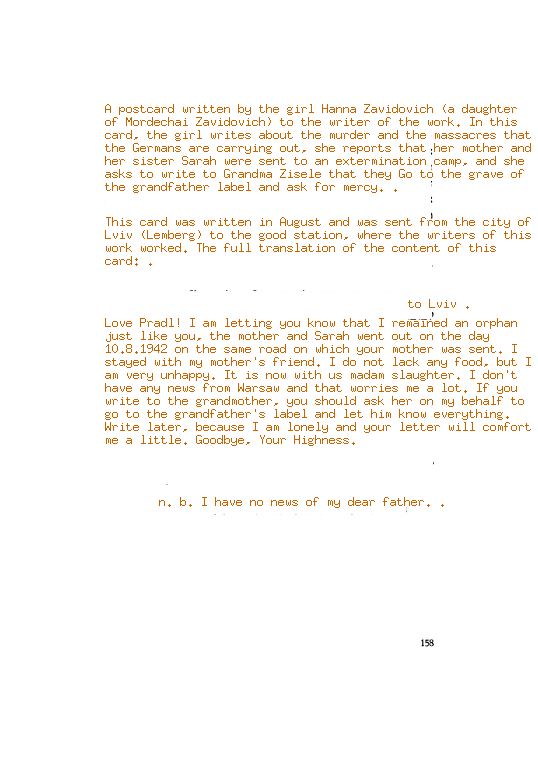 A postcard written by the girl Hanna Zavidovich (a daughter
of Mordechai Zavidovich) to the writer of the work. In this
card, the girl writes about the murder and the massacres that
the Germans are carrying out, she reports that her mother and
her sister Sarah were sent to an extermination camp, and she
asks to write to Grandma Zisele that they Go to the grave of
the grandfather label and ask for mercy. .
This card was written in August and was sent from the city of
Lviv (Lemberg) to the good station, where the writers of this
work worked. The full translation of the content of this
card: .
to Lviv .
Love Pradl! I am letting you know that I remained an orphan
just like you, the mother and Sarah went out on the day
10.8.1942 on the same road on which your mother was sent. I
stayed with my mother's friend. I do not lack any food, but I
am very unhappy. It is now with us madam slaughter. I don't
have any news from Warsaw and that worries me a lot. If you
write to the grandmother, you should ask her on my behalf to
go to the grandfather's label and let him know everything.
Write later, because I am lonely and your letter will comfort
me a little. Goodbye, Your Highness.
n. b. I have no news of my dear father. .
158